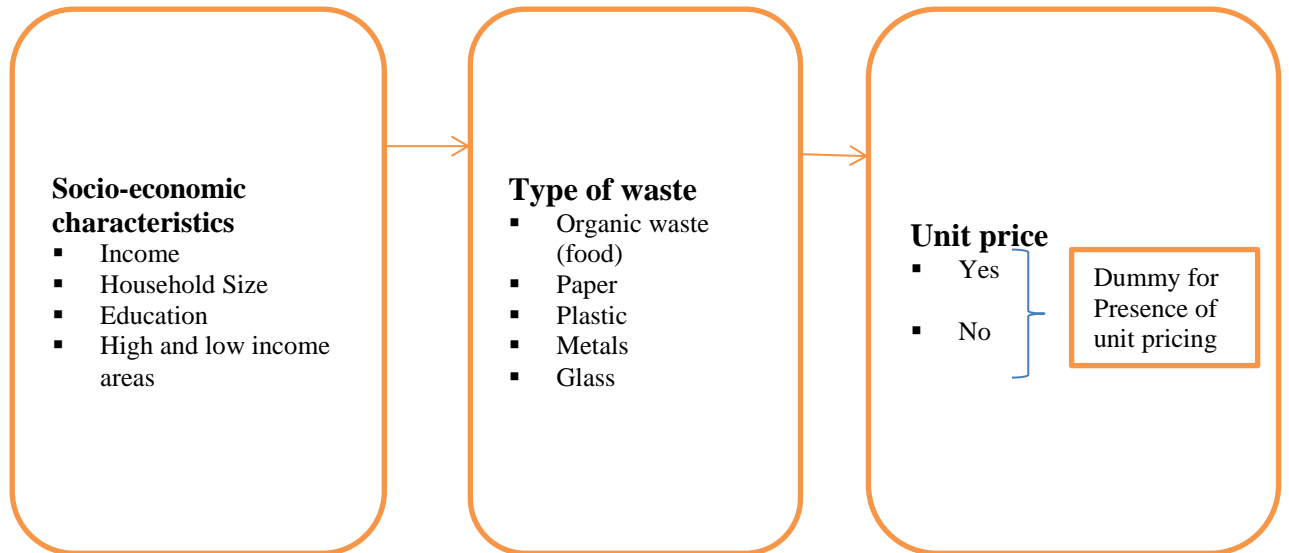 Socio-economic
characteristics
▪ Income
▪ Household Size
▪ Education
▪ High and low income
areas
Type of waste
▪ Organic waste
(food)
▪ Paper
▪ Plastic
▪ Metals
▪ Glass
Unit price
▪ Yes
▪ No
Dummy for
Presence of
unit pricing